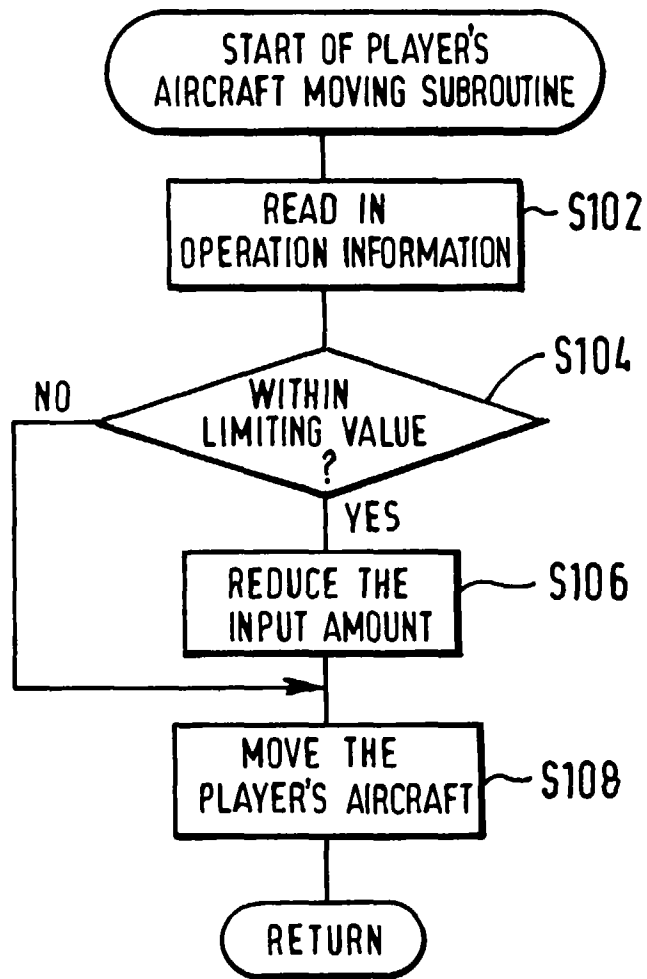 START OF PLAYER'S
AIRCRAFT MOVING SUBROUTINE
READ IN
OPERATION INFORMATION
S102
S104
NO
WITHIN
LIMITING VALUE
?
YES
REDUCE THE
INPUT AMOUNT
S106
MOVE THE
PLAYER'S AIRCRAFT
S108
RETURN